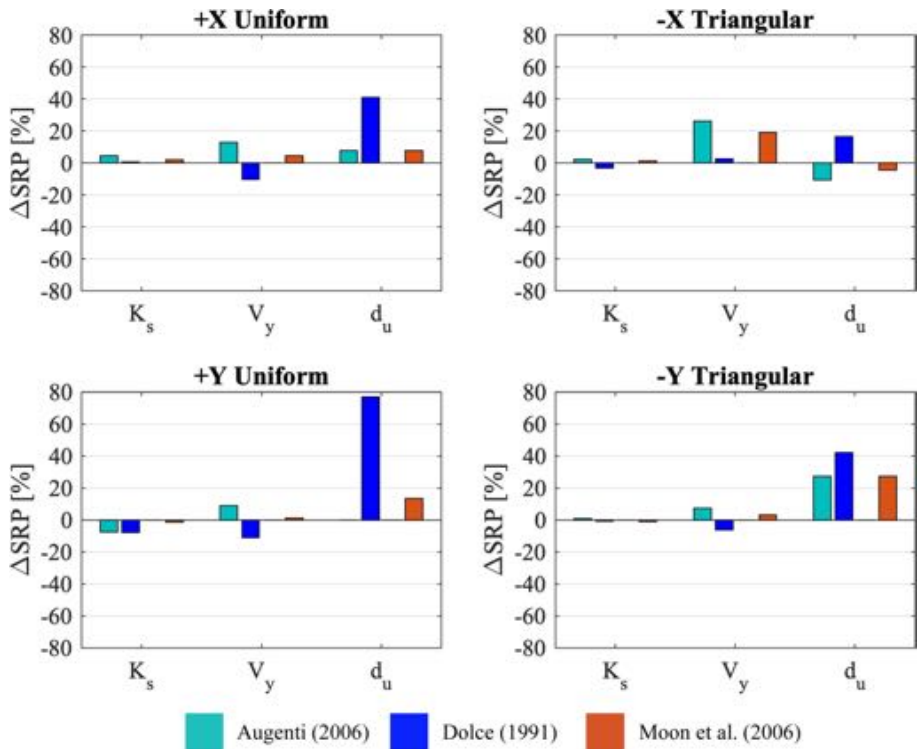 +X Uniform
ΔSRP [%]
80
60
40
20
0
-20
-40
-60
-80
K_s V_y d_u
-X Triangular
ΔSRP [%]
80
60
40
20
0
-20
-40
-60
-80
K_s V_y d_u
+Y Uniform
ΔSRP [%]
80
60
40
20
0
-20
-40
-60
-80
K_s V_y d_u
-Y Triangular
ΔSRP [%]
80
60
40
20
0
-20
-40
-60
-80
K_s V_y d_u
Augenti (2006) Dolce (1991) Moon et al. (2006)